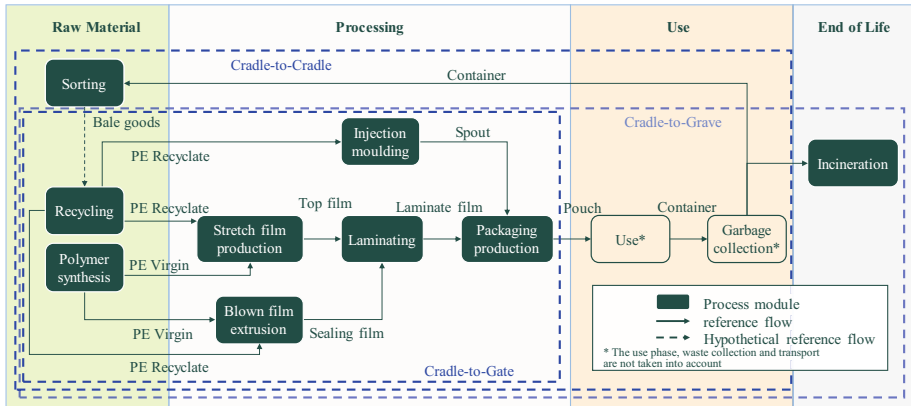 Raw Material
Processing
Use
End of Life
Cradle-to-Cradle
Container
Sorting
Bale goods
Cradle-to-Grave
Injection
moulding
Spout
PE Recyclate
Incineration
Recycling
PE Recyclate
Top film
Laminate film
Pouch
Container
Stretch film
production
Laminating
Packaging
production
Use*
Garbage
collection*
Polymer
synthesis
PE Virgin
Blown film
extrusion
PE Virgin
Sealing film
PE Recyclate
Cradle-to-Gate
Process module
reference flow
Hypothetical reference flow
* The use phase, waste collection and transport
are not taken into account